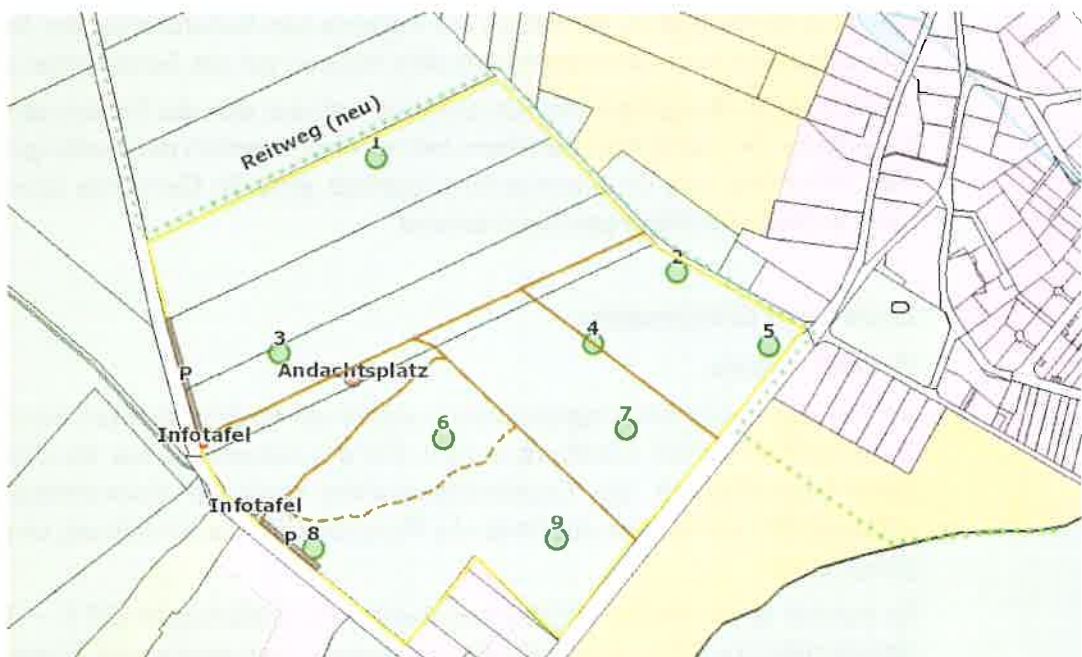 Reitweg (neu)
1
2
3
4
5
Andachtsplatz
P
6
7
Infotafel
Infotafel
P
8
9